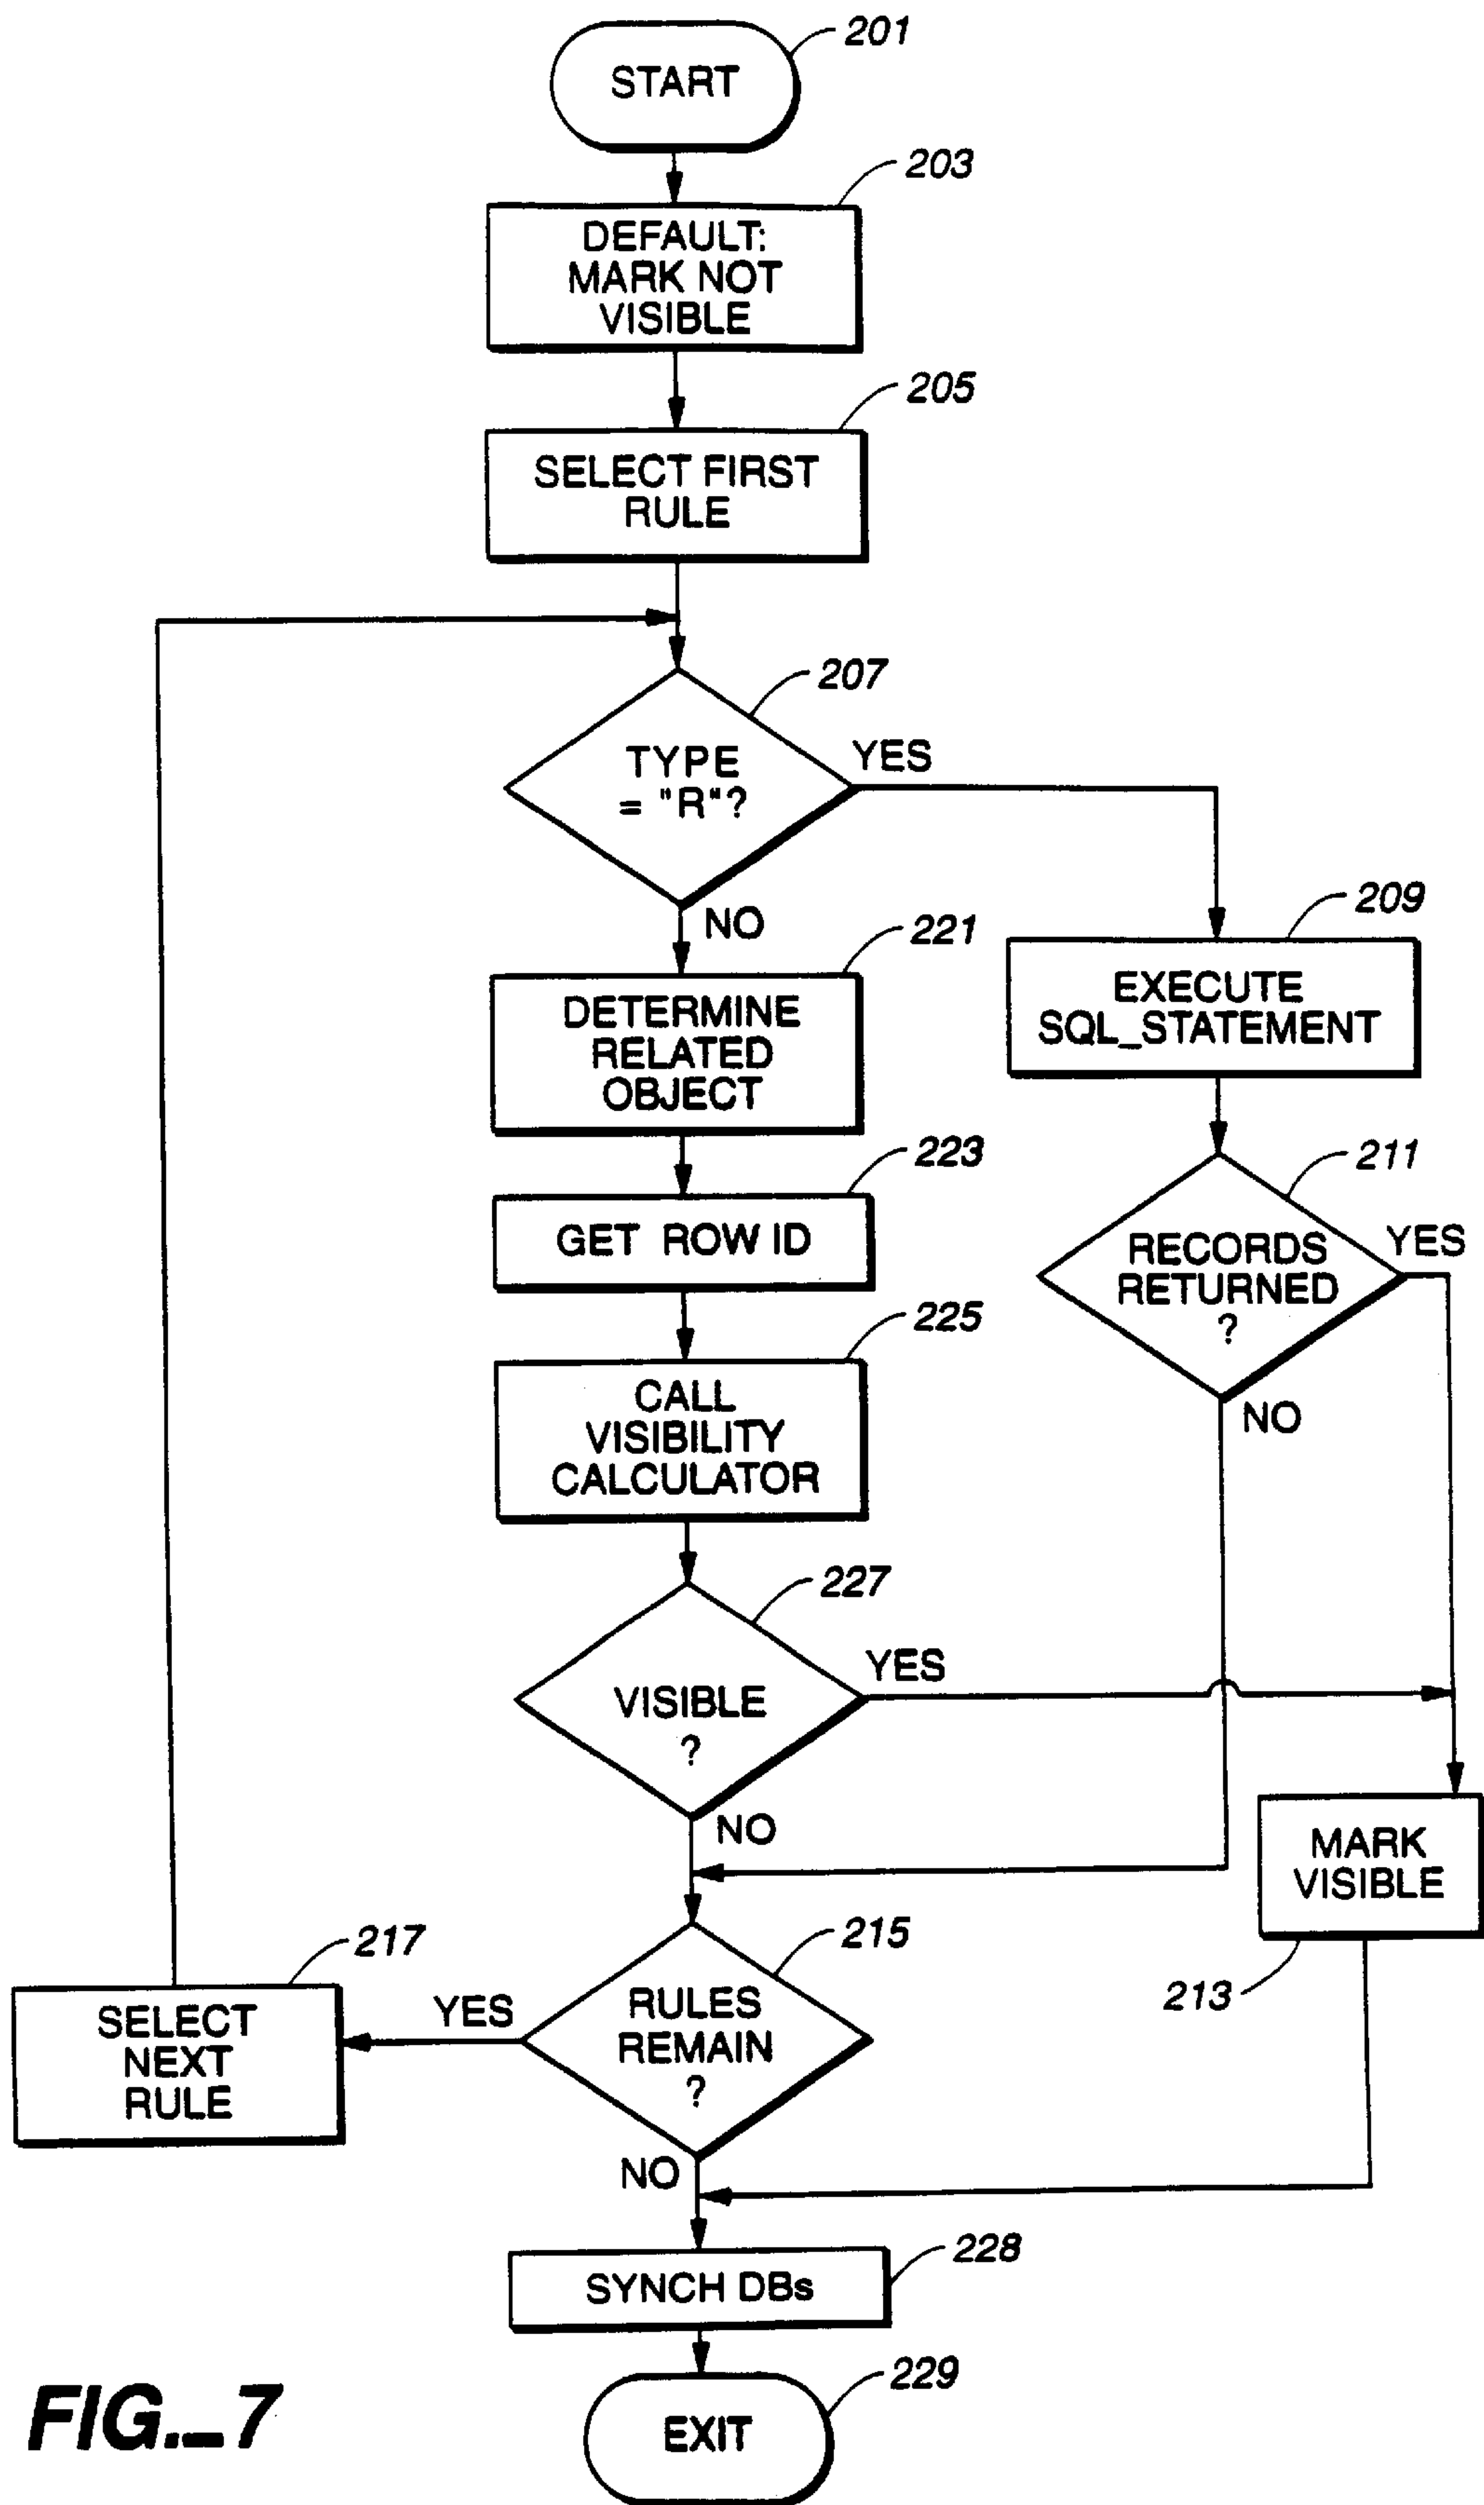 201
START
203
DEFAULT:
MARK NOT
VISIBLE
205
SELECT FIRST
RULE
207
TYPE
= "R"?
YES
NO
221
DETERMINE
RELATED
OBJECT
209
EXECUTE
SQL_STATEMENT
223
GET ROW ID
211
RECORDS
RETURNED
?
YES
NO
225
CALL
VISIBILITY
CALCULATOR
227
VISIBLE
?
YES
NO
MARK
VISIBLE
213
215
RULES
REMAIN
?
YES
NO
217
SELECT
NEXT
RULE
228
SYNCH DBs
229
EXIT
FIG._7